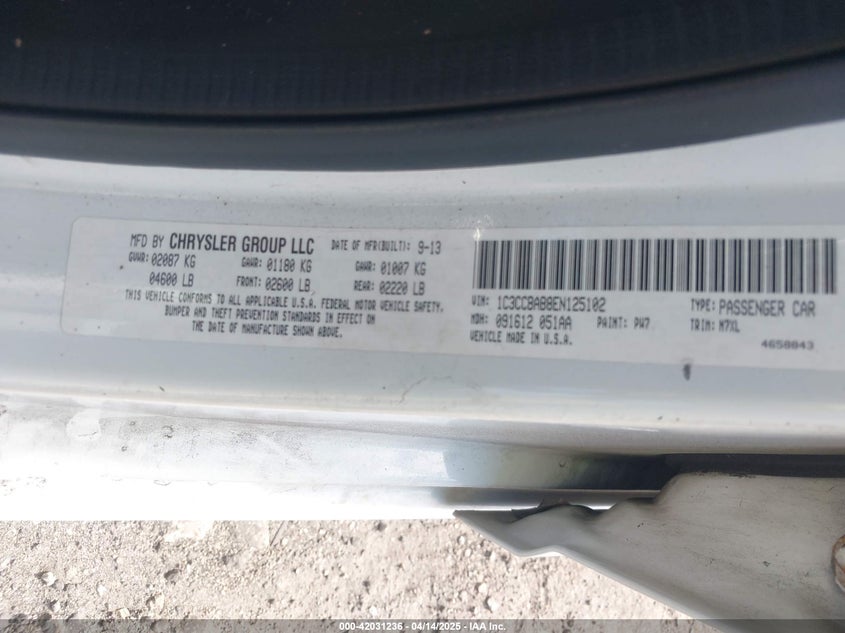 MFD BY CHRYSLER GROUP LLC DATE OF MFR(BUILT): 9-13
GVWR: 02087 KG GAWR: 01180 KG GAWR: 01007 KG
04600 LB FRONT: 02600 LB REAR: 02220 LB
THIS VEHICLE CONFORMS TO ALL APPLICABLE U.S.A. FEDERAL MOTOR VEHICLE SAFETY,
BUMPER AND THEFT PREVENTION STANDARDS IN EFFECT ON
THE DATE OF MANUFACTURE SHOWN ABOVE.
VIN: 1C3CCBAB8EN125102 TYPE: PASSENGER CAR
MDH: 091612 051AA PAINT: PW7 TRIM: M7XL
VEHICLE MADE IN U.S.A. 4658843
000-42031236 - 04/14/2025 - IAA Inc.